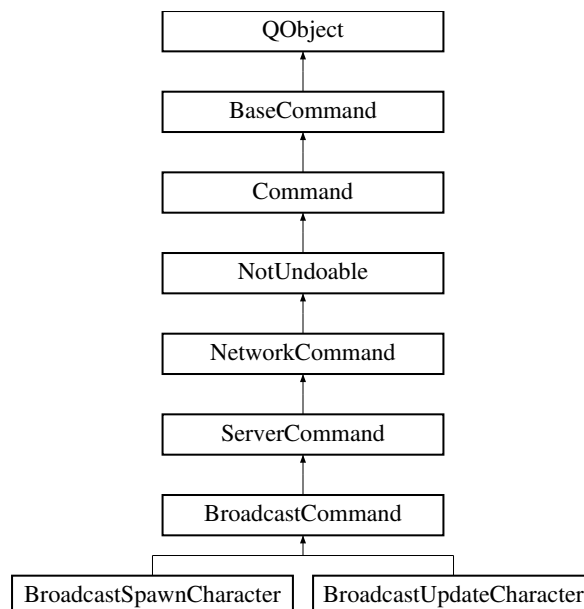 QObject
BaseCommand
Command
NotUndoable
NetworkCommand
ServerCommand
BroadcastCommand
BroadcastSpawnCharacter
BroadcastUpdateCharacter